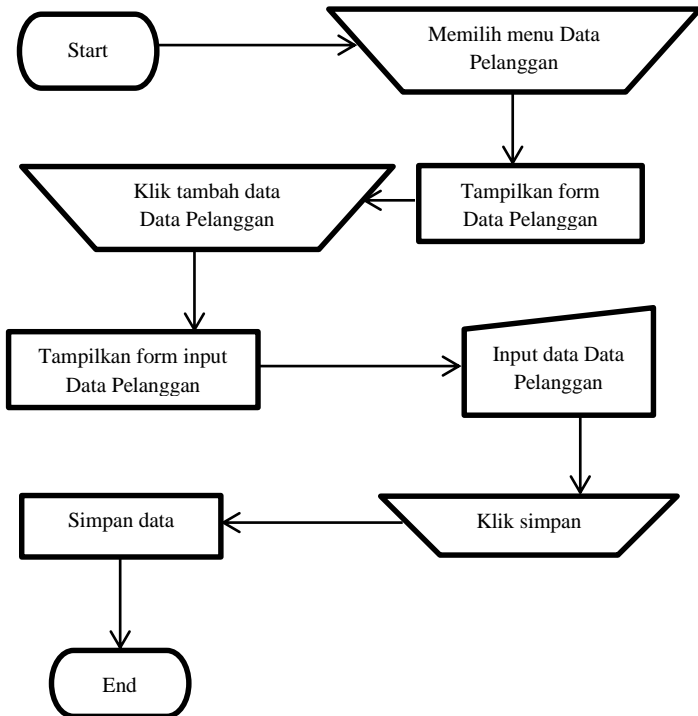 Start
Memilih menu Data
Pelanggan
Tampilkan form
Data Pelanggan
Klik tambah data
Data Pelanggan
Tampilkan form input
Data Pelanggan
Input data Data
Pelanggan
Klik simpan
Simpan data
End